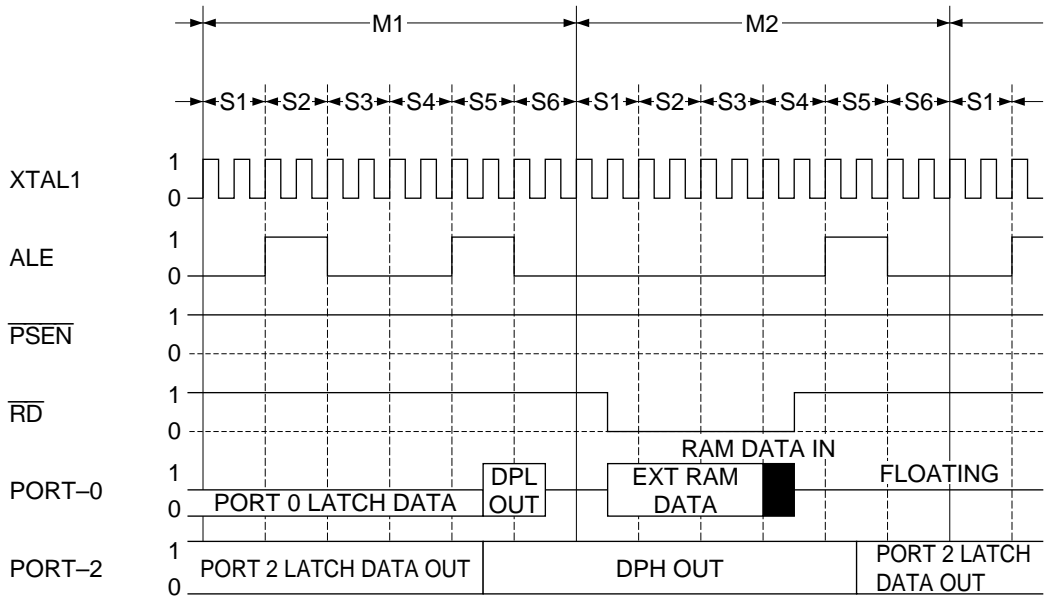 M1 M2
S1 S2 S3 S4 S5 S6 S1 S2 S3 S4 S5 S6 S1
XTAL1 1
0
ALE 1
0
PSEN 1
0
RD 1
0
RAM DATA IN
PORT–0 1
0
PORT 0 LATCH DATA
DPL
OUT
EXT RAM
DATA
FLOATING
PORT–2 1
0
PORT 2 LATCH DATA OUT
DPH OUT
PORT 2 LATCH
DATA OUT